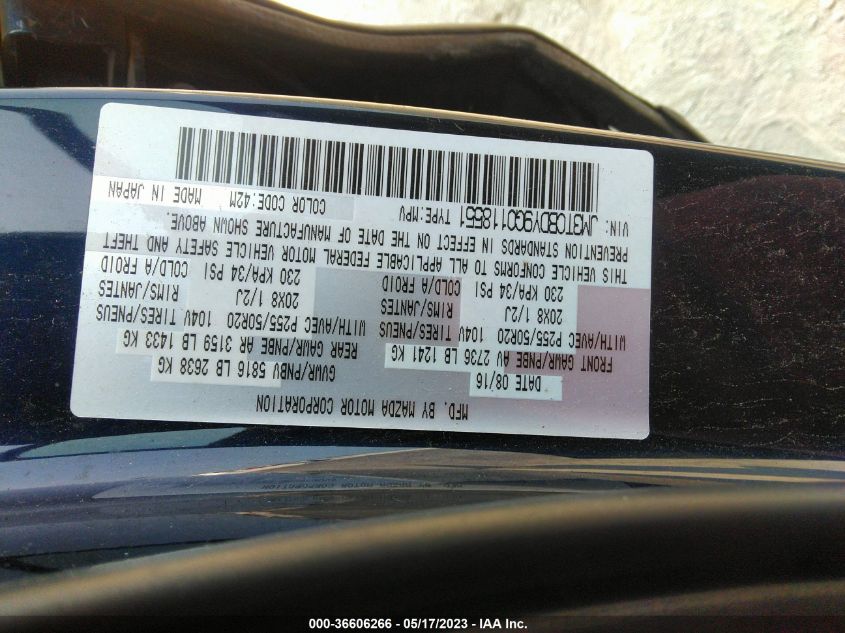 MFD. BY MAZDA MOTOR CORPORATION
DATE 08/16 GVWR/PNBV 5816 LB 2638 KG
FRONT GAWR/PNBE AV 2736 LB 1241 KG REAR GAWR/PNBE AR 3159 LB 1433 KG
WITH/AVEC P255/50R20 104V TIRES/PNEUS WITH/AVEC P255/50R20 104V TIRES/PNEUS
20X8 1/2J RIMS/JANTES 20X8 1/2J RIMS/JANTES
230 KPA/34 PSI COLD/A FROID 230 KPA/34 PSI COLD/A FROID
THIS VEHICLE CONFORMS TO ALL APPLICABLE FEDERAL MOTOR VEHICLE SAFETY AND THEFT
PREVENTION STANDARDS IN EFFECT ON THE DATE OF MANUFACTURE SHOWN ABOVE.
VIN: JM3TCBDY9G0118551 TYPE:MPV COLOR CODE:42M MADE IN JAPAN
000-36606266 - 05/17/2023 - IAA Inc.